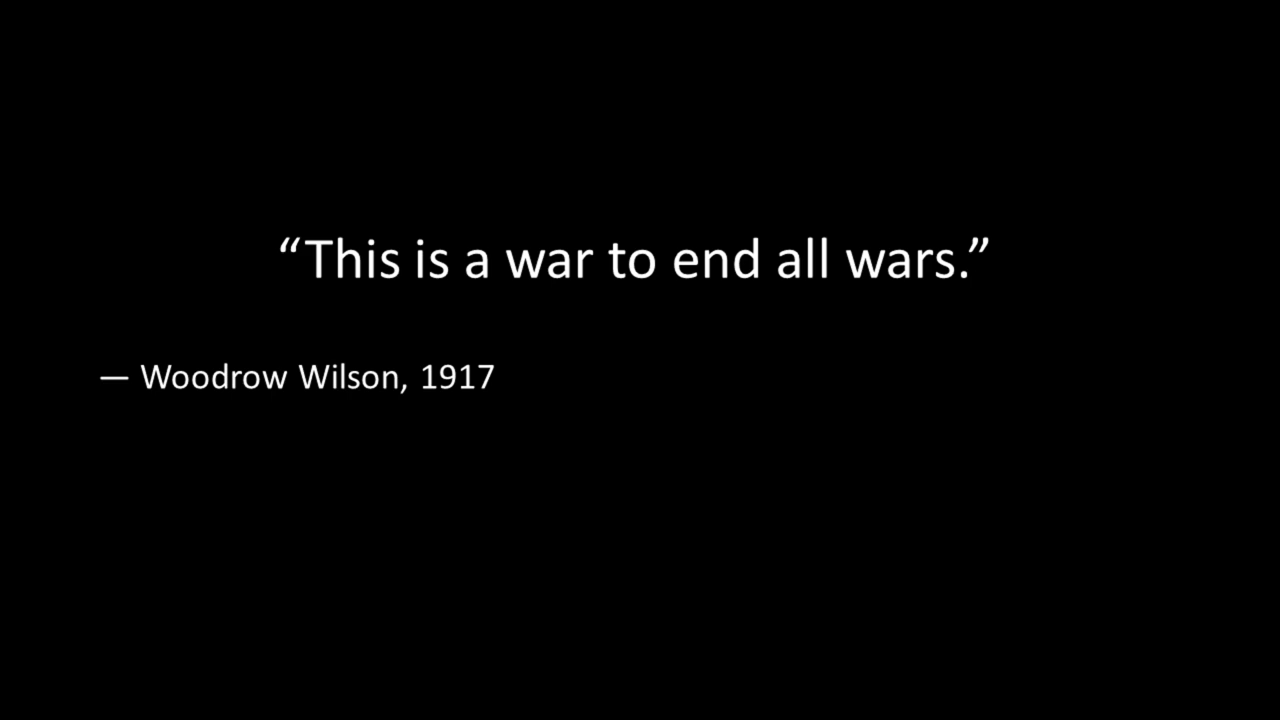 “This is a war to end all wars.”
— Woodrow Wilson, 1917